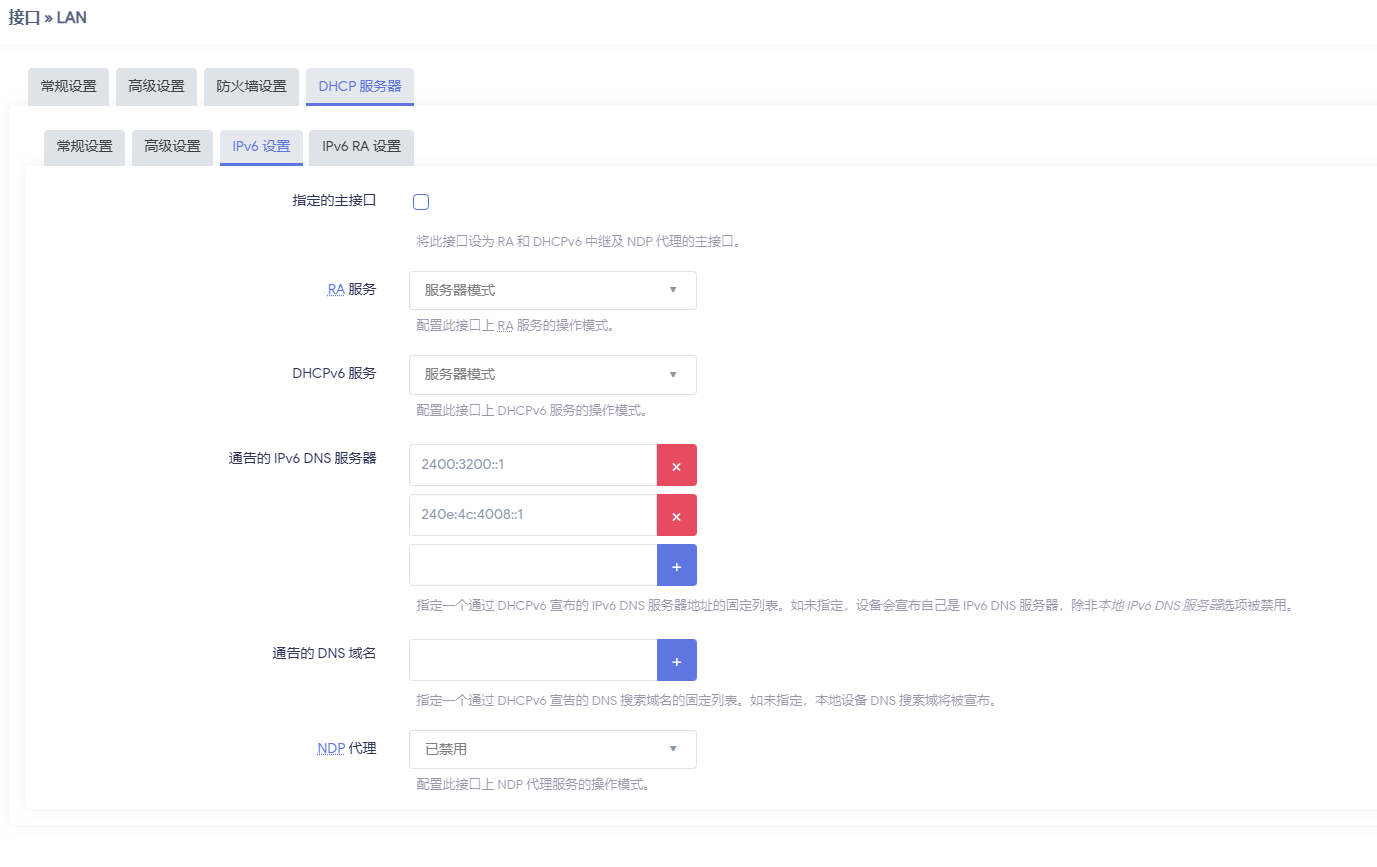 接口 » LAN
常规设置 高级设置 防火墙设置 DHCP 服务器
常规设置 高级设置 IPv6 设置 IPv6 RA 设置
指定的主接口
将此接口设为 RA 和 DHCPv6 中继及 NDP 代理的主接口。
RA 服务 服务器模式
配置此接口上 RA 服务的操作模式。
DHCPv6 服务 服务器模式
配置此接口上 DHCPv6 服务的操作模式。
通告的 IPv6 DNS 服务器 2400:3200::1 ×
240e:4c:4008::1 ×
+
指定一个通过 DHCPv6 宣布的 IPv6 DNS 服务器地址的固定列表。如未指定，设备会宣布自己是 IPv6 DNS 服务器，除非本地 IPv6 DNS 服务器选项被禁用。
通告的 DNS 域名 +
指定一个通过 DHCPv6 宣告的 DNS 搜索域名的固定列表。如未指定，本地设备 DNS 搜索域将被宣布。
NDP 代理 已禁用
配置此接口上 NDP 代理服务的操作模式。